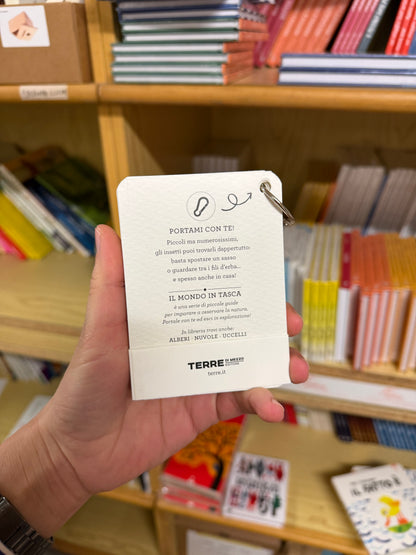 PORTAMI CON TE!
Piccoli ma numerosissimi,
gli insetti puoi trovarli dappertutto:
basta spostare un sasso
o guardare tra i fili d'erba...
e spesso anche in casa!
IL MONDO IN TASCA
è una serie di piccole guide
per imparare a osservare la natura.
Portale con te ed esci in esplorazione!
In libreria trovi anche:
ALBERI · NUVOLE · UCCELLI
TERRE DI MEZZO
EDITORE
terre.it